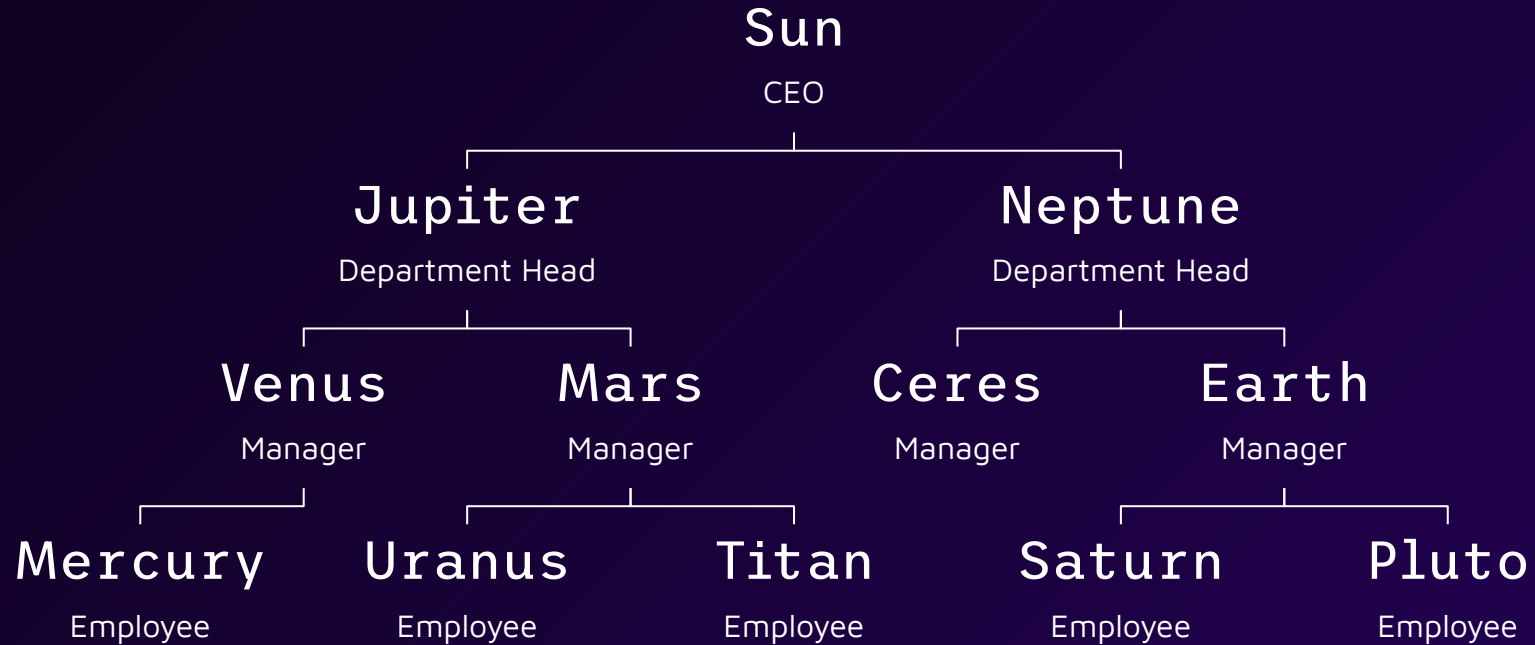 Sun
CEO
Jupiter Neptune
Department Head Department Head
Venus Mars Ceres Earth
Manager Manager Manager Manager
Mercury Uranus Titan Saturn Pluto
Employee Employee Employee Employee Employee